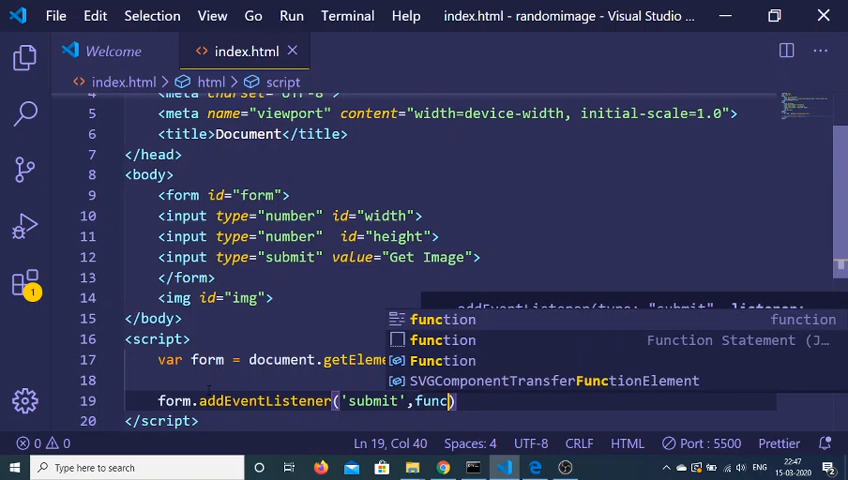 File Edit Selection View Go Run Terminal Help index.html - randomimage - Visual Studio ...
Welcome index.html
index.html > html > script
5 <meta name="viewport" content="width=device-width, initial-scale=1.0">
6 <title>Document</title>
7 </head>
8 <body>
9 <form id="form">
10 <input type="number" id="width">
11 <input type="number" id="height">
12 <input type="submit" value="Get Image">
13 </form>
14 <img id="img">
15 </body>
function function
16 <script>
function Function Statement (J...
17 var form = document.getEleme
Function
18
SVGComponentTransferFunctionElement
19 form.addEventListener('submit',func)
20 </script>
0 0 Ln 19, Col 40 Spaces: 4 UTF-8 CRLF HTML Port : 5500 Prettier
1
Type here to search
ENG
22:47
15-03-2020
2